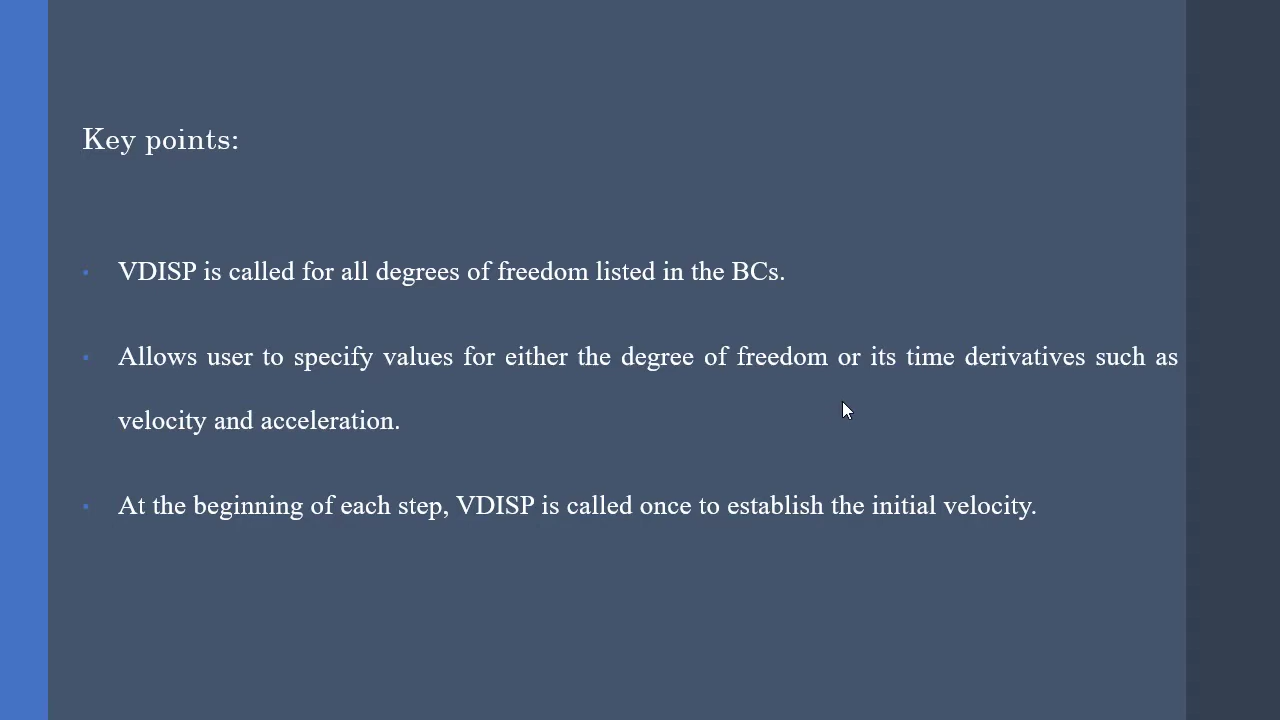 Key points:
VDISP is called for all degrees of freedom listed in the BCs.
Allows user to specify values for either the degree of freedom or its time derivatives such as
velocity and acceleration.
At the beginning of each step, VDISP is called once to establish the initial velocity.